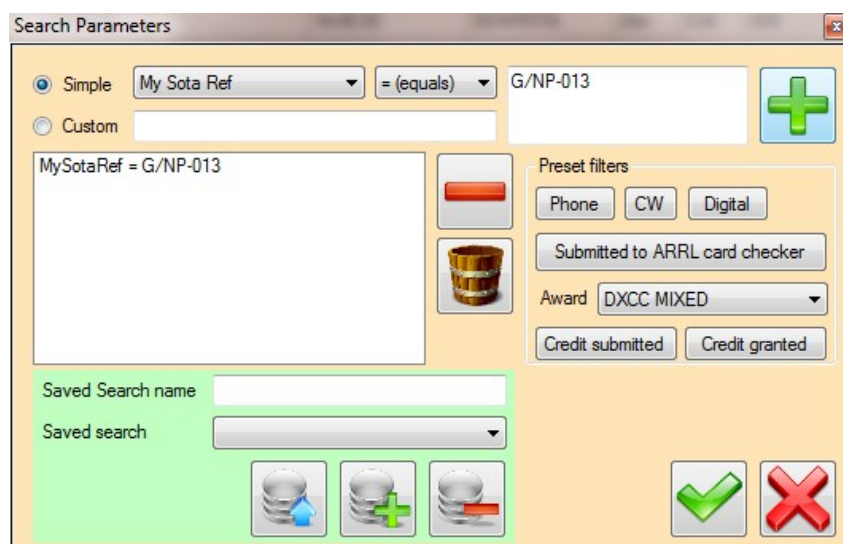 Search Parameters
Simple My Sota Ref = (equals) G/NP-013
Custom
MySotaRef = G/NP-013
Preset filters
Phone CW Digital
Submitted to ARRL card checker
Award DXCC MIXED
Credit submitted Credit granted
Saved Search name
Saved search